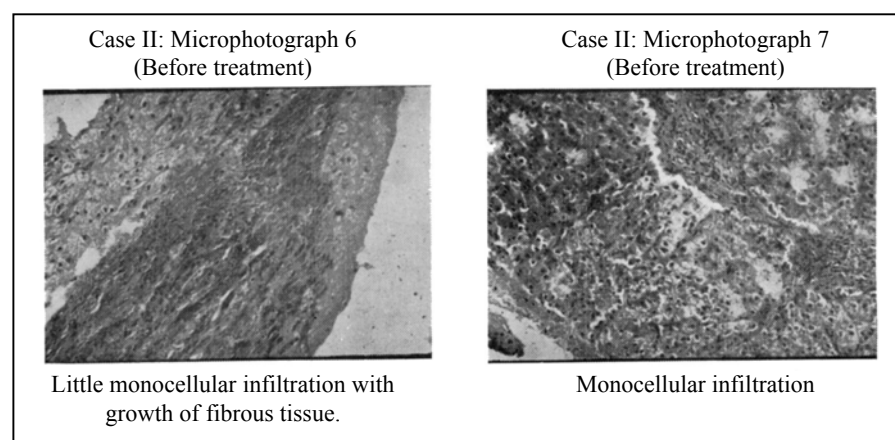 Case II: Microphotograph 6
(Before treatment)
Little monocellular infiltration with
growth of fibrous tissue.
Case II: Microphotograph 7
(Before treatment)
Monocellular infiltration